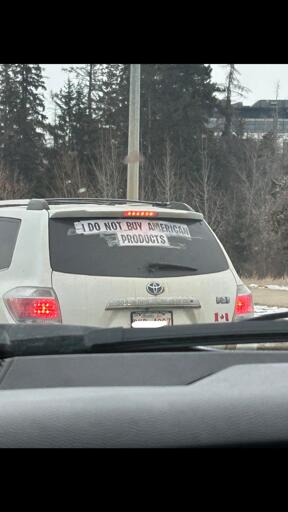 I DO NOT BUY AMERICAN
PRODUCTS